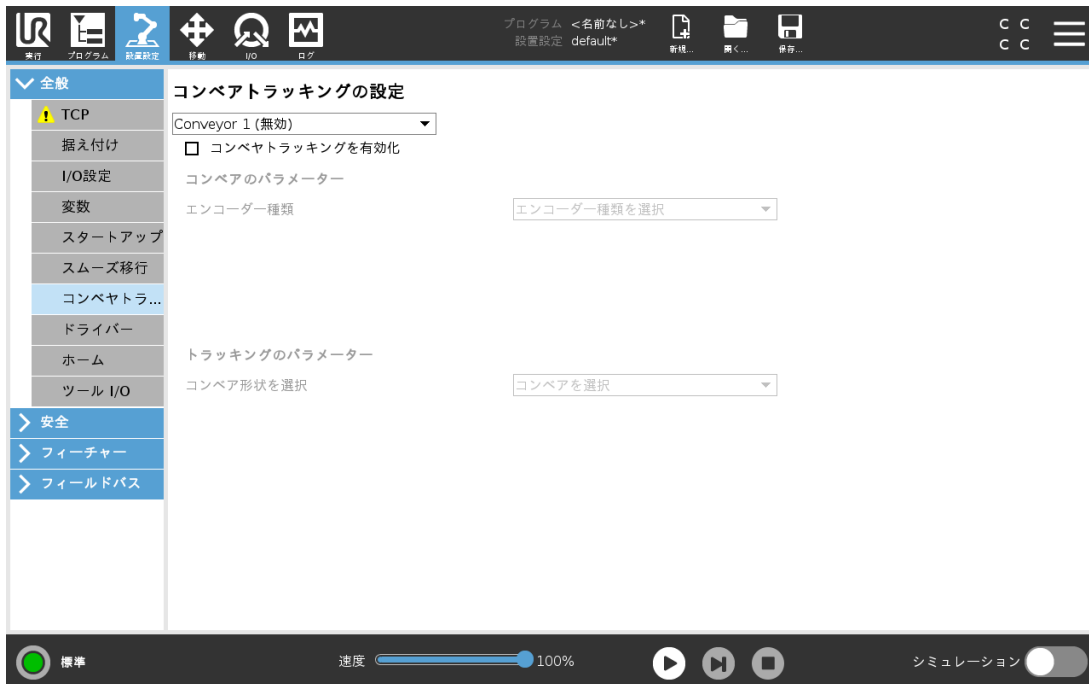 UR
プログラム <名前なし>*
設置設定 default*
実行
プログラム
設置設定
移動
I/O
ログ
新規...
開く...
保存...
C C
C C
全般
TCP
据え付け
I/O設定
変数
スタートアップ
スムーズ移行
コンベヤトラ...
ドライバー
ホーム
ツール I/O
安全
フィーチャー
フィールドバス
コンベアトラッキングの設定
Conveyor 1 (無効)
コンベヤトラッキングを有効化
コンベアのパラメーター
エンコーダー種類 エンコーダー種類を選択
トラッキングのパラメーター
コンベア形状を選択 コンベアを選択
標準
速度 100%
シミュレーション